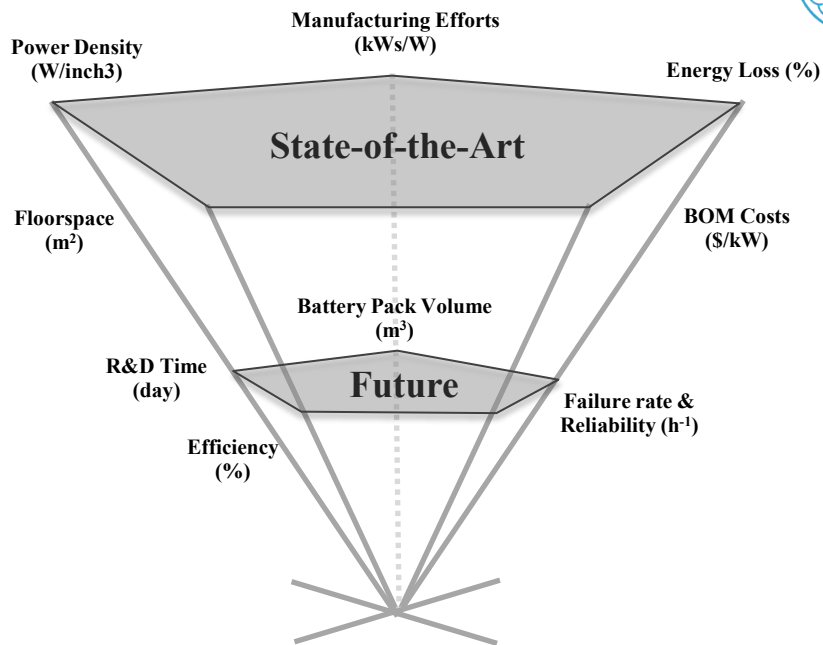 Manufacturing Efforts
(kWs/W)
Power Density
(W/inch3)
Energy Loss (%)
State-of-the-Art
Floorspace
(m²)
BOM Costs
($/kW)
Battery Pack Volume
(m³)
R&D Time
(day)
Future
Failure rate &
Reliability (h⁻¹)
Efficiency
(%)